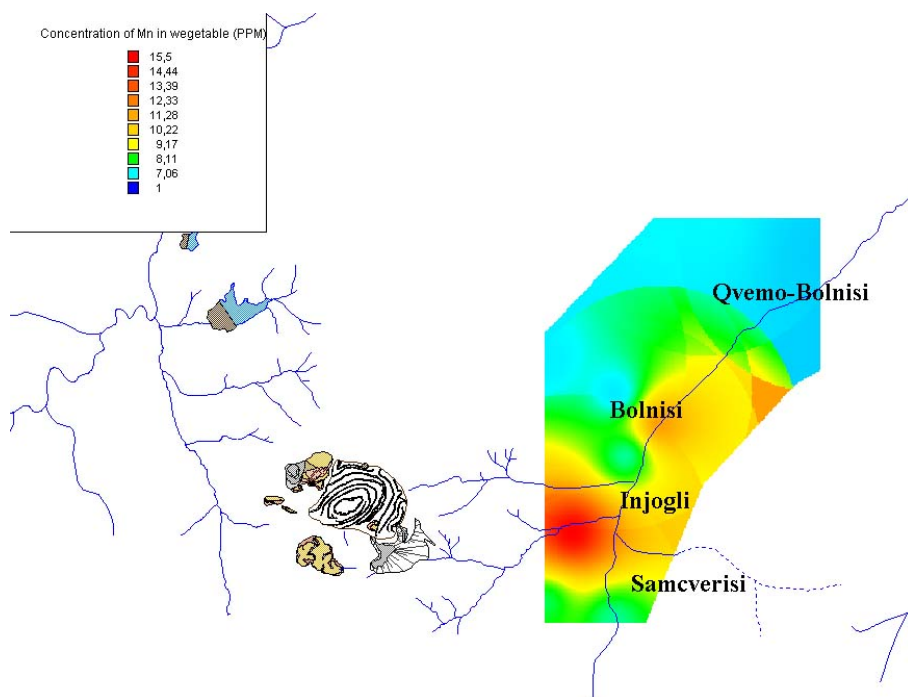 Concentration of Mn in wegetable (PPM)
15,5
14,44
13,39
12,33
11,28
10,22
9,17
8,11
7,06
1
Qvemo-Bolnisi
Bolnisi
Injogli
Samcverisi